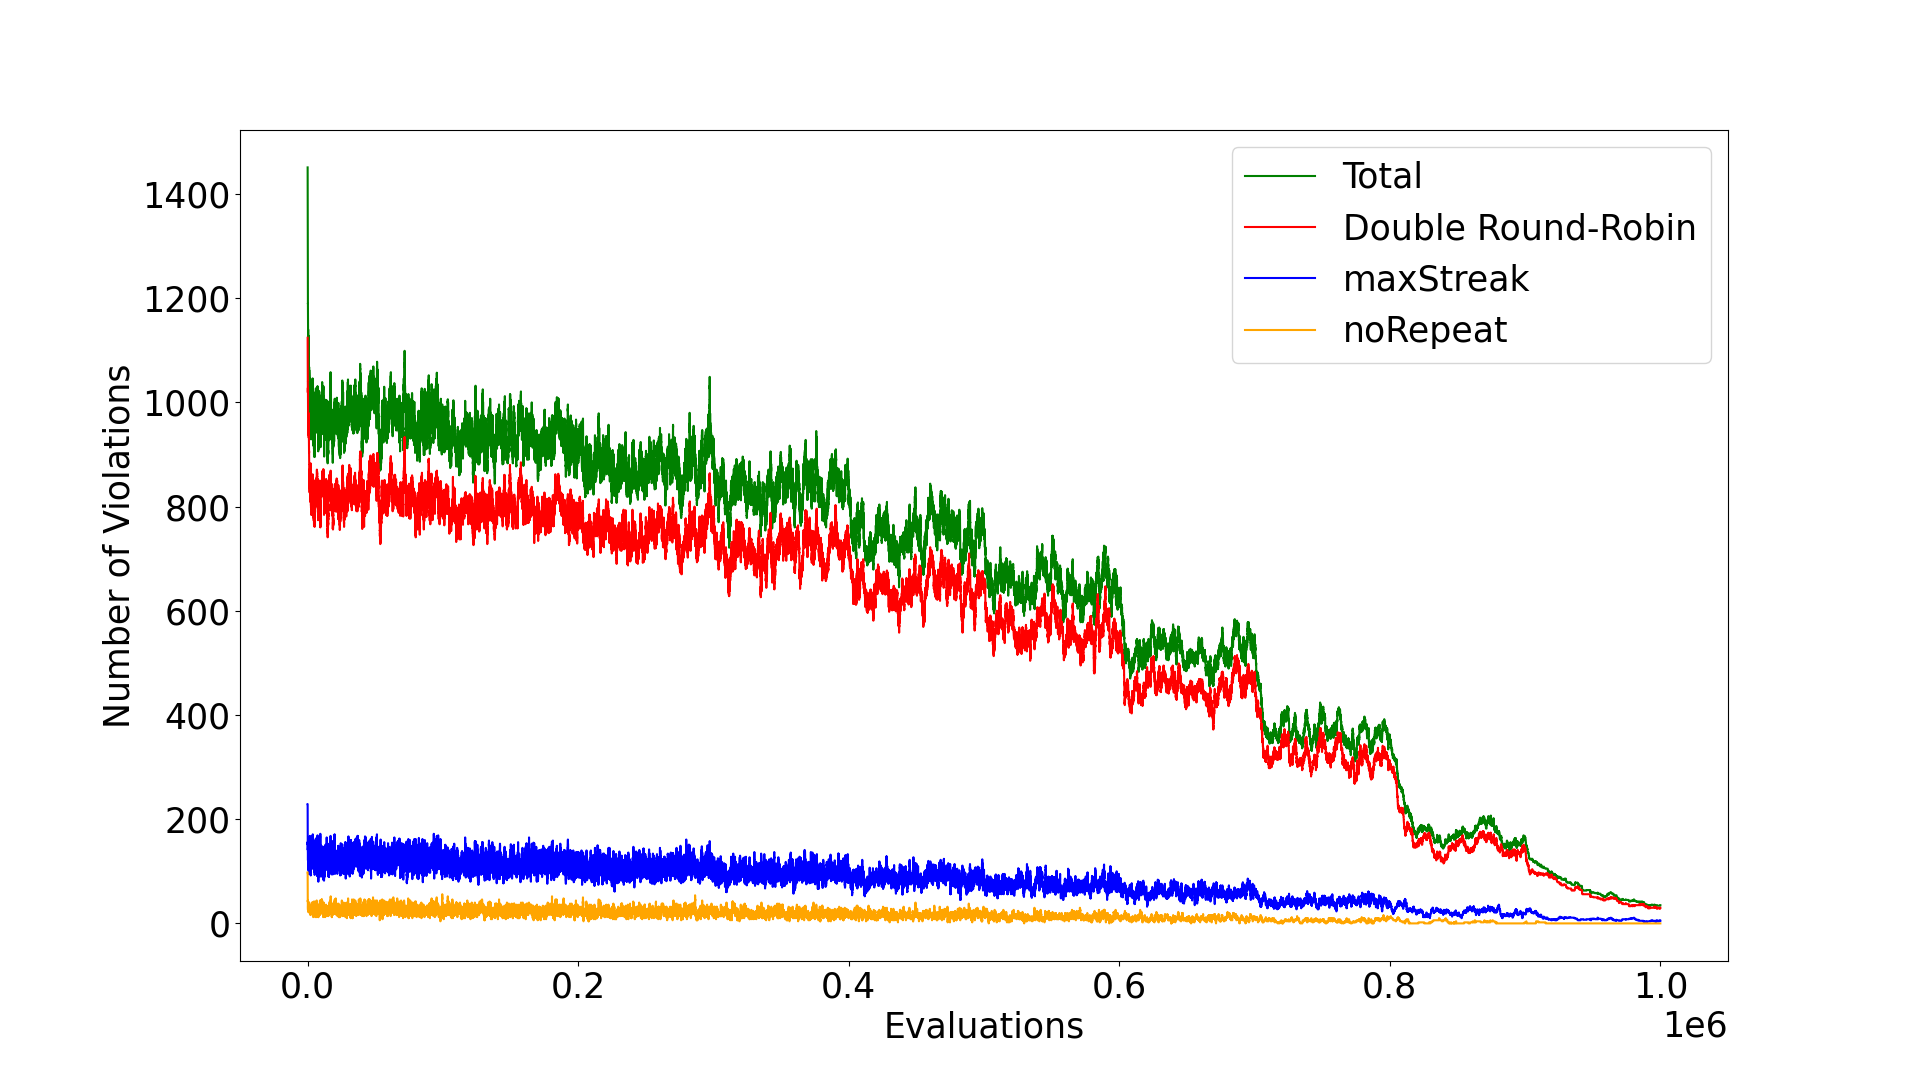 Total
Double Round-Robin
maxStreak
noRepeat
Number of Violations
1400
1200
1000
800
600
400
200
0
0.0 0.2 0.4 0.6 0.8 1.0
Evaluations
1e6